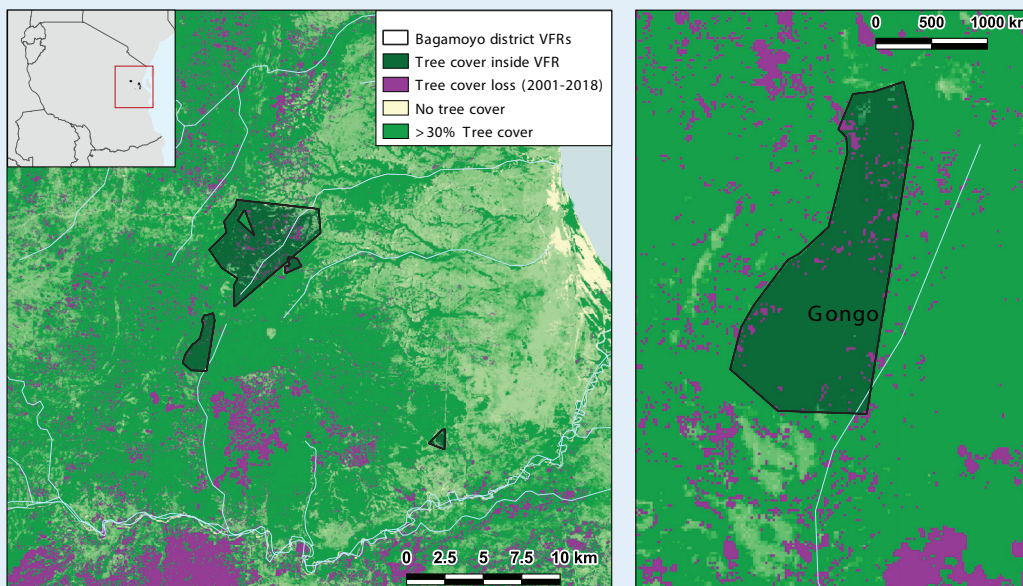 Bagamoyo district VFRs
Tree cover inside VFR
Tree cover loss (2001-2018)
No tree cover
>30% Tree cover
0 2.5 5 7.5 10 km
0 500 1000 km
Gongo